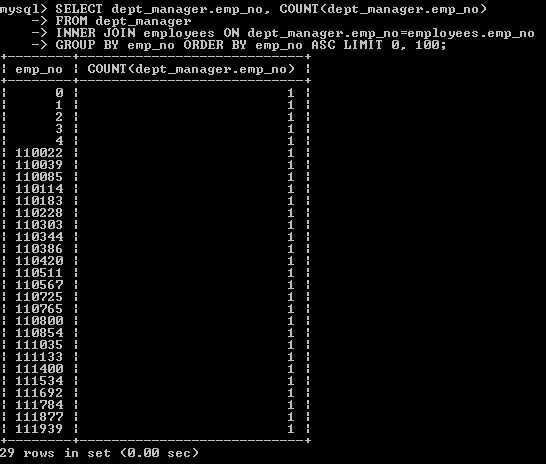 mysql> SELECT dept_manager.emp_no, COUNT(dept_manager.emp_no)
    -> FROM dept_manager
    -> INNER JOIN employees ON dept_manager.emp_no=employees.emp_no
    -> GROUP BY emp_no ORDER BY emp_no ASC LIMIT 0, 100;
+--------+----------------------------+
¦ emp_no ¦ COUNT(dept_manager.emp_no) ¦
+--------+----------------------------+
¦      0 ¦                          1 ¦
¦      1 ¦                          1 ¦
¦      2 ¦                          1 ¦
¦      3 ¦                          1 ¦
¦      4 ¦                          1 ¦
¦ 110022 ¦                          1 ¦
¦ 110039 ¦                          1 ¦
¦ 110085 ¦                          1 ¦
¦ 110114 ¦                          1 ¦
¦ 110183 ¦                          1 ¦
¦ 110228 ¦                          1 ¦
¦ 110303 ¦                          1 ¦
¦ 110344 ¦                          1 ¦
¦ 110386 ¦                          1 ¦
¦ 110420 ¦                          1 ¦
¦ 110511 ¦                          1 ¦
¦ 110567 ¦                          1 ¦
¦ 110725 ¦                          1 ¦
¦ 110765 ¦                          1 ¦
¦ 110800 ¦                          1 ¦
¦ 110854 ¦                          1 ¦
¦ 111035 ¦                          1 ¦
¦ 111133 ¦                          1 ¦
¦ 111400 ¦                          1 ¦
¦ 111534 ¦                          1 ¦
¦ 111692 ¦                          1 ¦
¦ 111784 ¦                          1 ¦
¦ 111877 ¦                          1 ¦
¦ 111939 ¦                          1 ¦
+--------+----------------------------+
29 rows in set (0.00 sec)